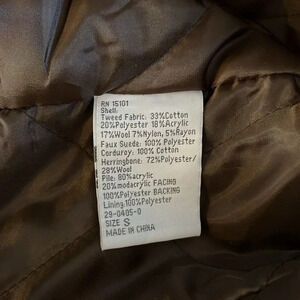 RN 15101
Shell:
Tweed Fabric: 33%Cotton
20%Polyester 18%Acrylic
17%Wool 7%Nylon, 5%Rayon
Faux Suede: 100% Polyester
Corduroy: 100% Cotton
Herringbone: 72%Polyester/
28%Wool
Pile: 80%acrylic
20%modacrylic FACING
100%Polyester BACKING
Lining:100%Polyester
29-0405-0
SIZE S
MADE IN CHINA